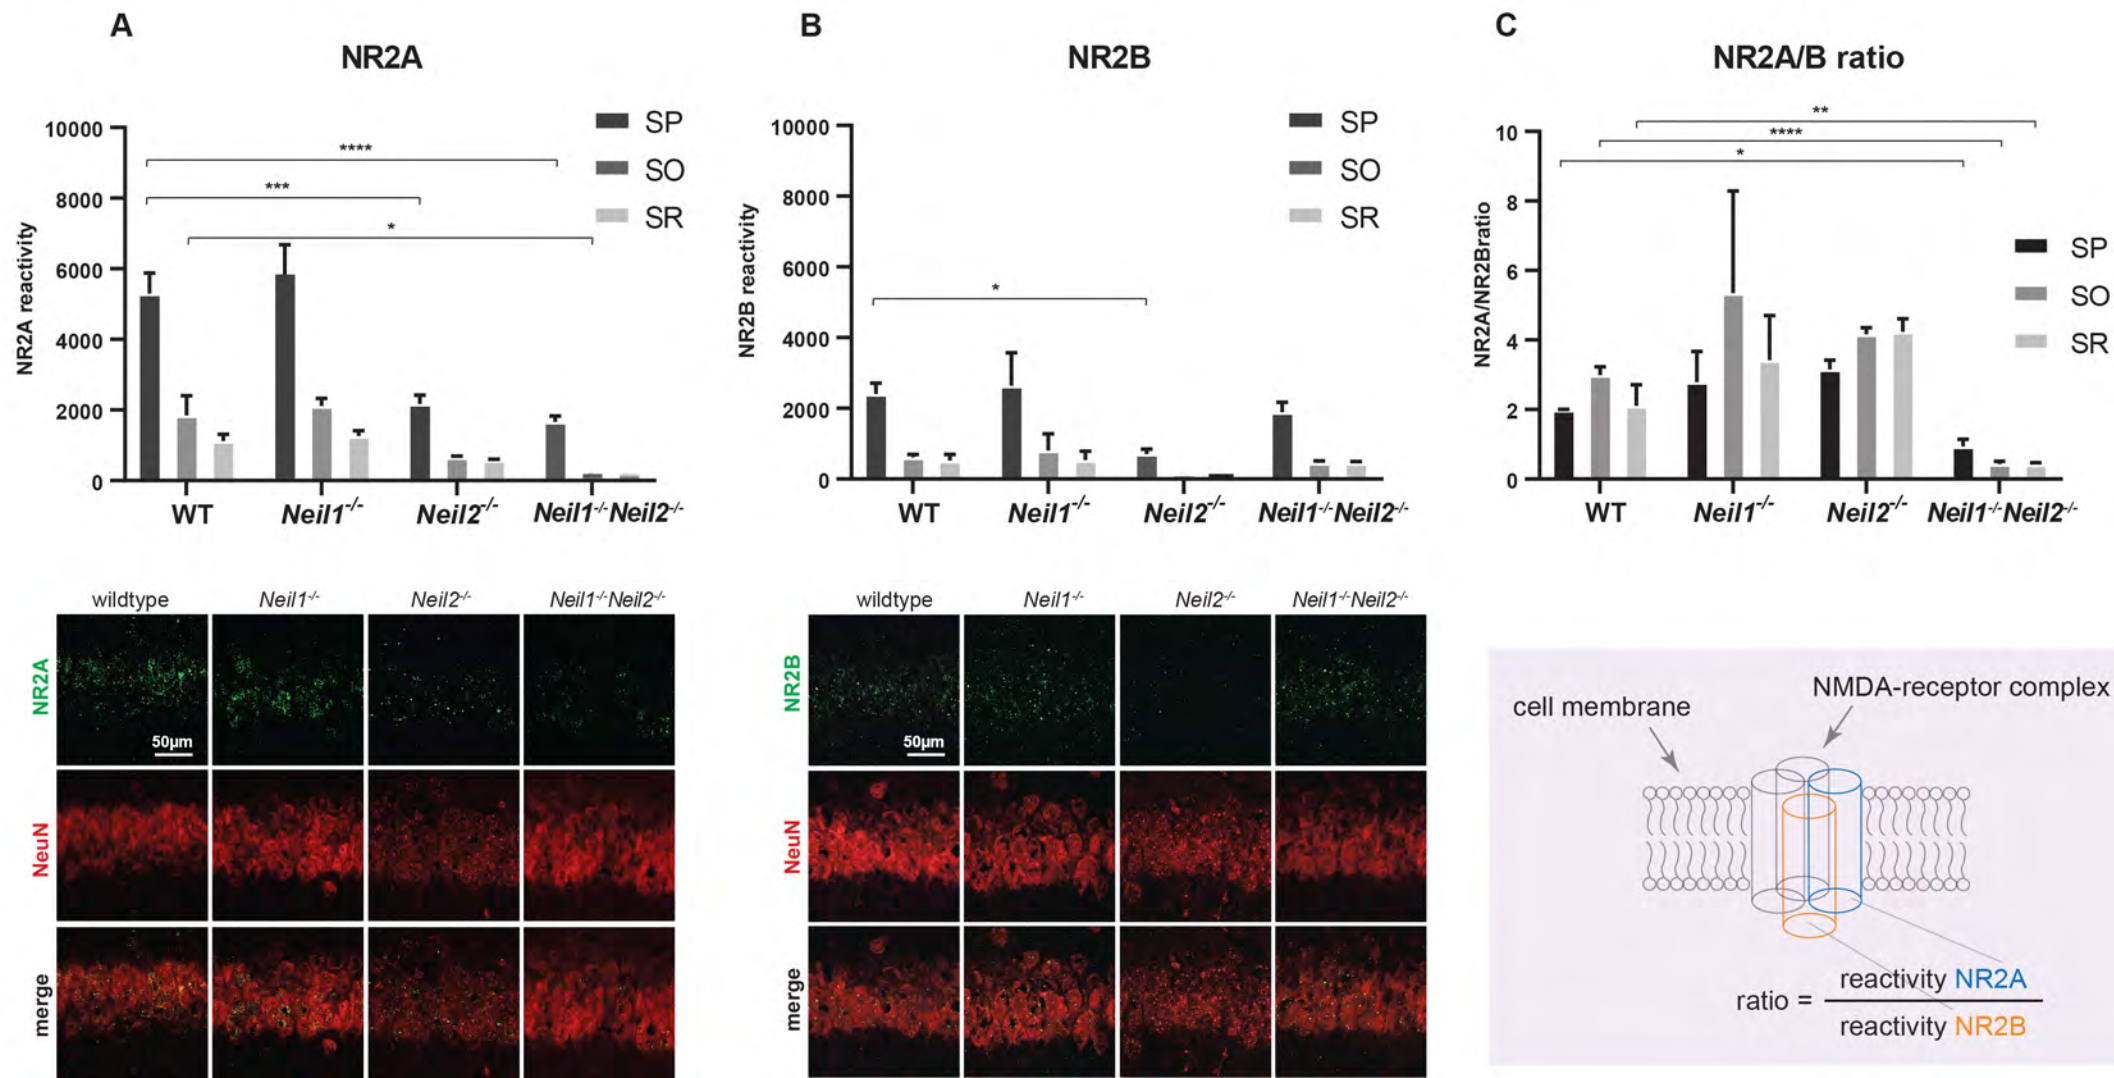 A
NR2A
NR2A reactivity
10000
8000
6000
4000
2000
0
****
***
*
SP
SO
SR
WT
Neil1-/-
Neil2-/-
Neil1-/-Neil2-/-
B
NR2B
NR2B reactivity
10000
8000
6000
4000
2000
0
*
SP
SO
SR
WT
Neil1-/-
Neil2-/-
Neil1-/-Neil2-/-
C
NR2A/B ratio
NR2A/NR2Bratio
10
8
6
4
2
0
**
****
*
SP
SO
SR
WT
Neil1-/-
Neil2-/-
Neil1-/-Neil2-/-
wildtype
Neil1-/-
Neil2-/-
Neil1-/-Neil2-/-
NR2A
50µm
NeuN
merge
wildtype
Neil1-/-
Neil2-/-
Neil1-/-Neil2-/-
NR2B
50µm
NeuN
merge
cell membrane
NMDA-receptor complex
ratio =
reactivity NR2A
reactivity NR2B